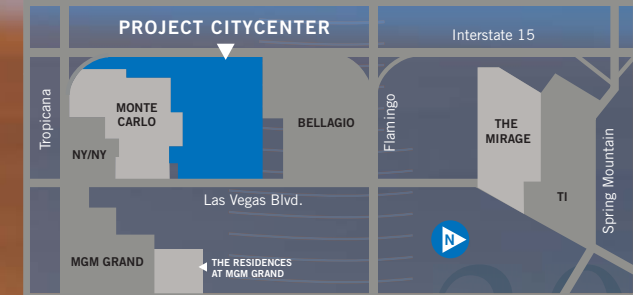 PROJECT CITYCENTER
Interstate 15
Tropicana
MONTE
CARLO
BELLAGIO
Flamingo
THE
MIRAGE
Spring Mountain
NY/NY
TI
Las Vegas Blvd.
N
MGM GRAND
THE RESIDENCES
AT MGM GRAND